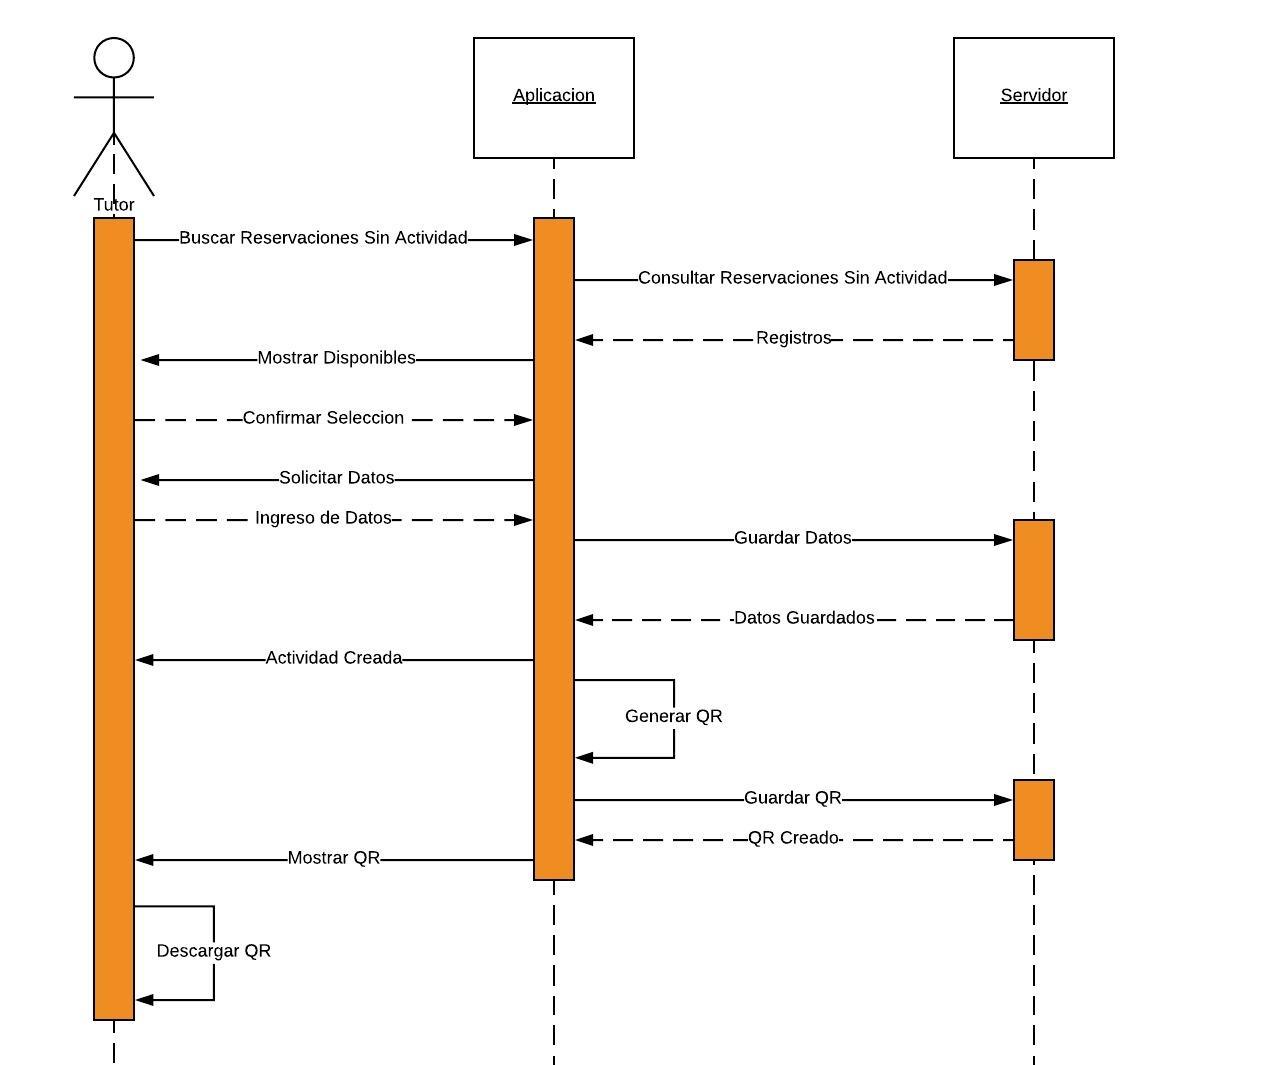 Aplicacion
Servidor
Tutor
Buscar Reservaciones Sin Actividad
Consultar Reservaciones Sin Actividad
Registros
Mostrar Disponibles
Confirmar Seleccion
Solicitar Datos
Ingreso de Datos
Guardar Datos
Datos Guardados
Actividad Creada
Generar QR
Guardar QR
QR Creado
Mostrar QR
Descargar QR